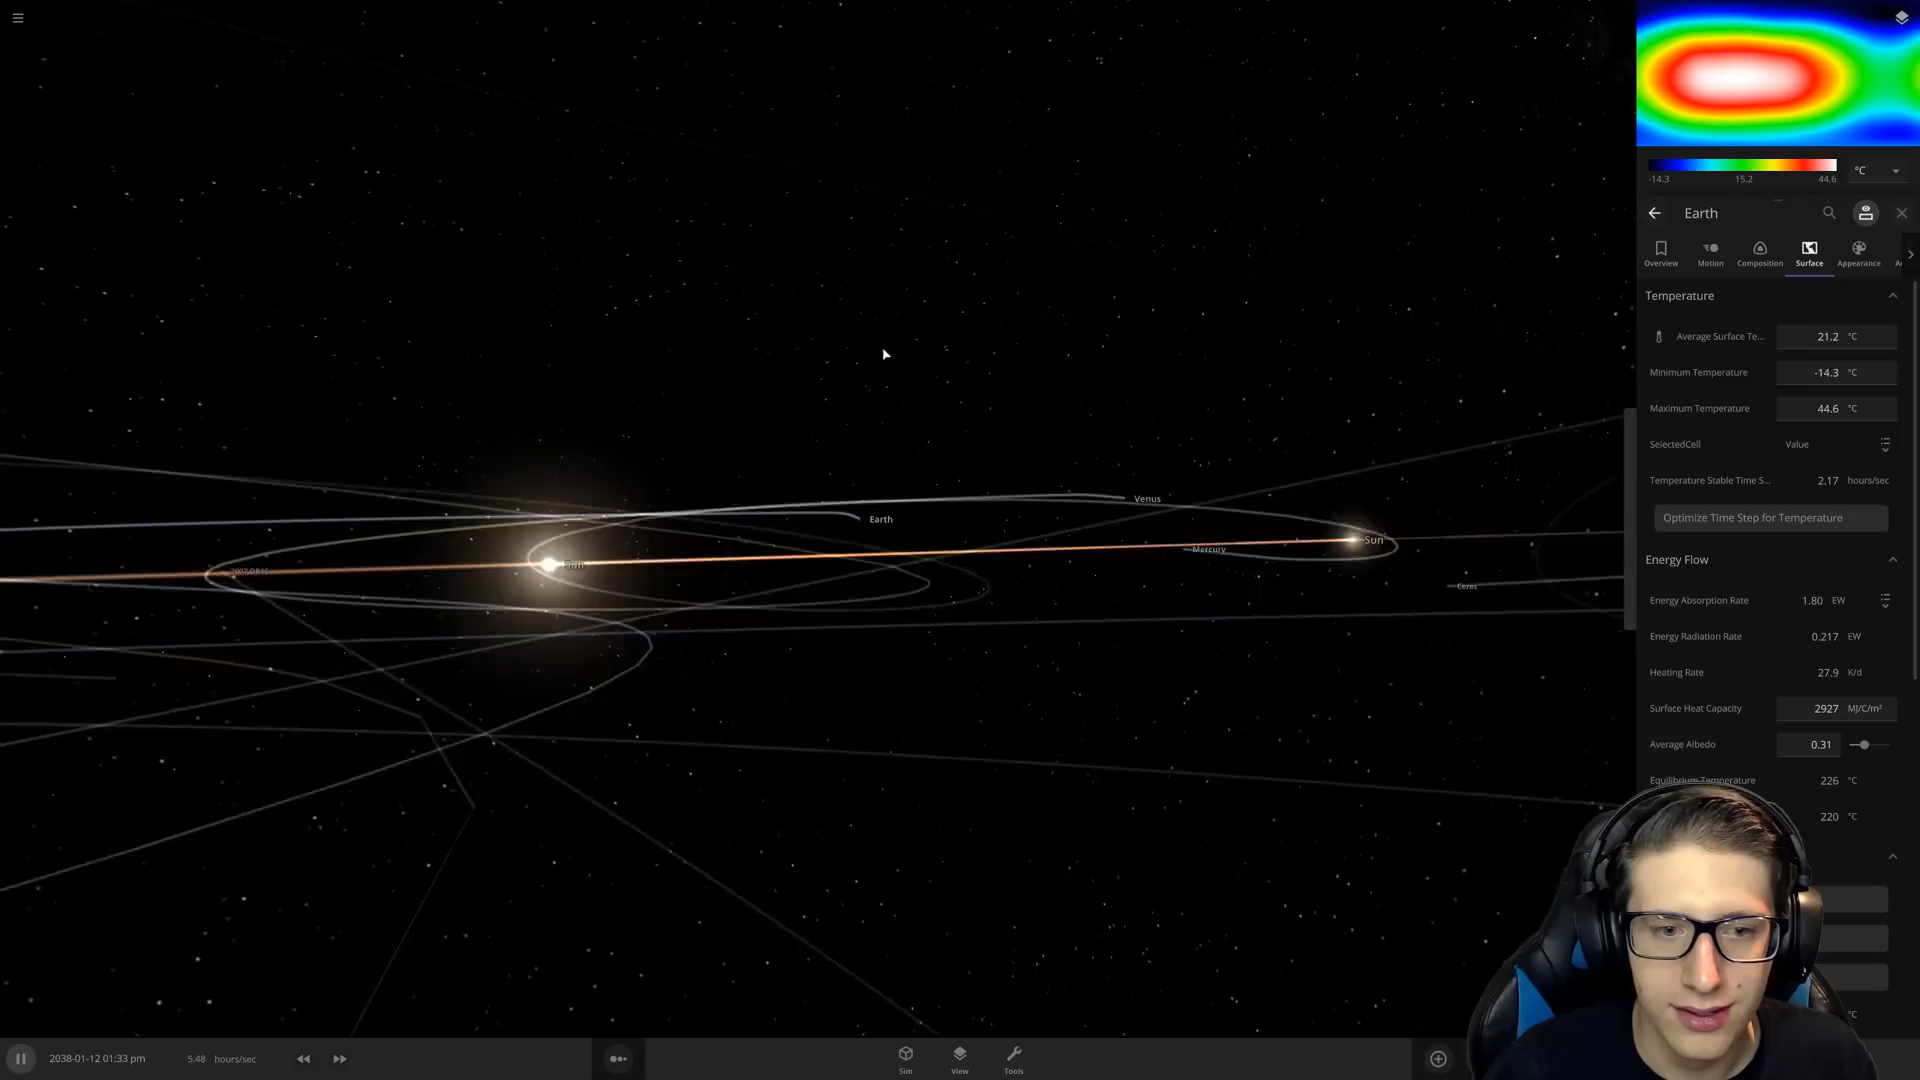 -14.3 15.2 44.6 °C
Earth
Overview Motion Composition Surface Appearance
Temperature
Average Surface Te... 21.2 °C
Minimum Temperature -14.3 °C
Maximum Temperature 44.6 °C
SelectedCell Value
Temperature Stable Time S... 2.17 hours/sec
Optimize Time Step for Temperature
Energy Flow
Energy Absorption Rate 1.80 EW
Energy Radiation Rate 0.217 EW
Heating Rate 27.9 K/d
Surface Heat Capacity 2927 MJ/C/m²
Average Albedo 0.31
Equilibrium Temperature 226 °C
220 °C
°C
Venus
Earth
Sun
Mercury
Sun
2007 OR10
Ceres
2038-01-12 01:33 pm 5.48 hours/sec
Sim View Tools